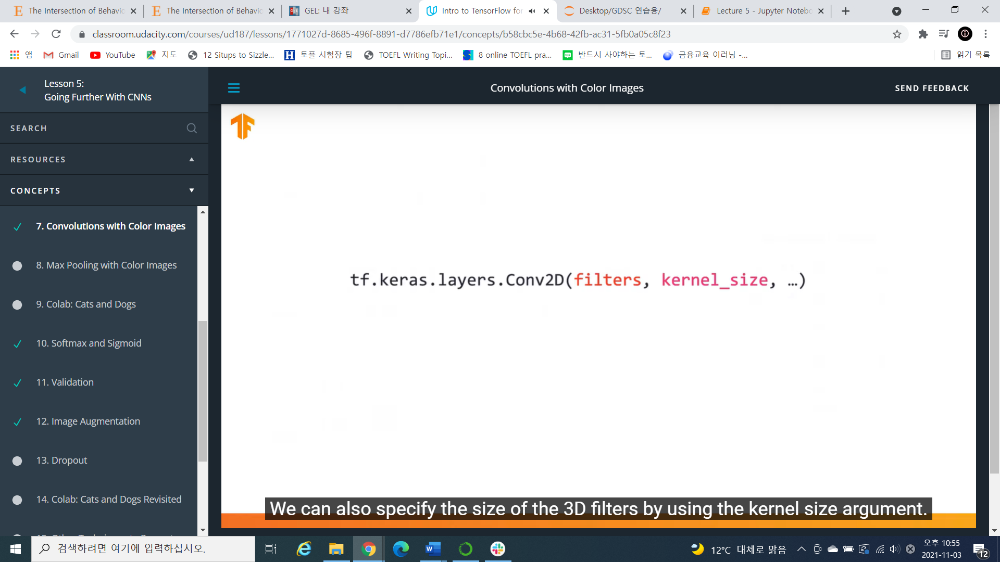 The Intersection of Behavio
The Intersection of Behavio
GEL: 내 강좌
Intro to TensorFlow for
Desktop/GDSC 연습용/
Lecture 5 - Jupyter Notebo
classroom.udacity.com/courses/ud187/lessons/1771027d-8685-496f-8891-d7786efb71e1/concepts/b58cbc5e-4b68-42fb-ac31-5fb0a05c8f23
앱
Gmail
YouTube
지도
12 Situps to Sizzle...
토플 시험장 팁
TOEFL Writing Topi...
8 online TOEFL pra...
반드시 사야하는 토...
금융교육 이러닝 -...
읽기 목록
Lesson 5:
Going Further With CNNs
Convolutions with Color Images
SEND FEEDBACK
SEARCH
RESOURCES
CONCEPTS
7. Convolutions with Color Images
8. Max Pooling with Color Images
9. Colab: Cats and Dogs
10. Softmax and Sigmoid
11. Validation
12. Image Augmentation
13. Dropout
14. Colab: Cats and Dogs Revisited
tf.keras.layers.Conv2D(filters, kernel_size, …)
We can also specify the size of the 3D filters by using the kernel size argument.
검색하려면 여기에 입력하십시오.
12°C 대체로 맑음
오후 10:55
2021-11-03
12